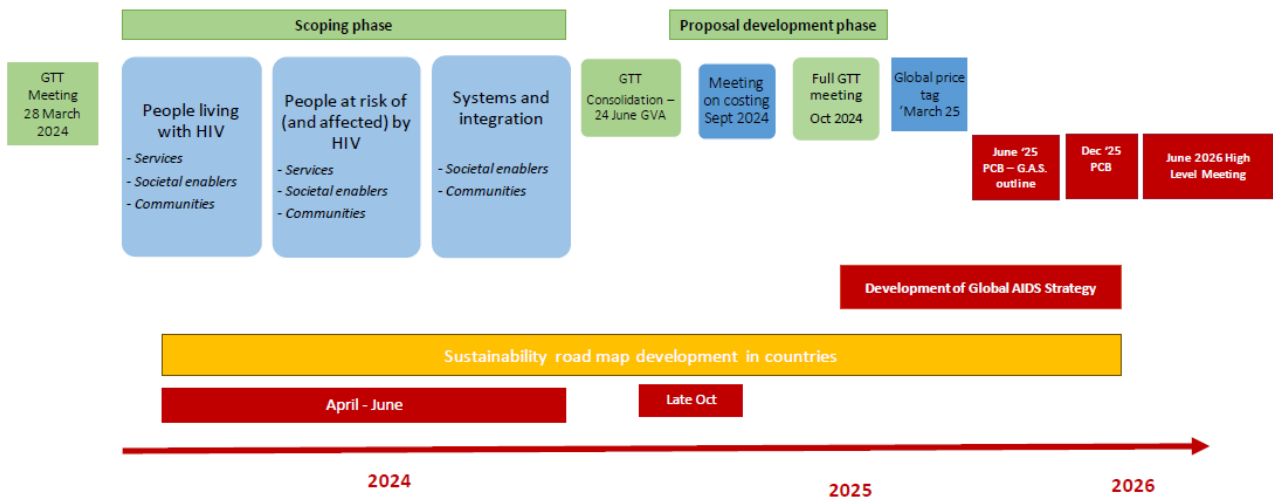 Scoping phase
Proposal development phase
GTT
Meeting
28 March
2024
People living
with HIV
- Services
- Societal enablers
- Communities
People at risk of
(and affected) by
HIV
- Services
- Societal enablers
- Communities
Systems and
integration
- Societal enablers
- Communities
GTT
Consolidation –
24 June GVA
Meeting
on costing
Sept 2024
Full GTT
meeting
Oct 2024
Global price
tag
‘March 25
June ‘25
PCB – G.A.S.
outline
Dec ‘25
PCB
June 2026 High
Level Meeting
Development of Global AIDS Strategy
Sustainability road map development in countries
April - June
Late Oct
2024
2025
2026